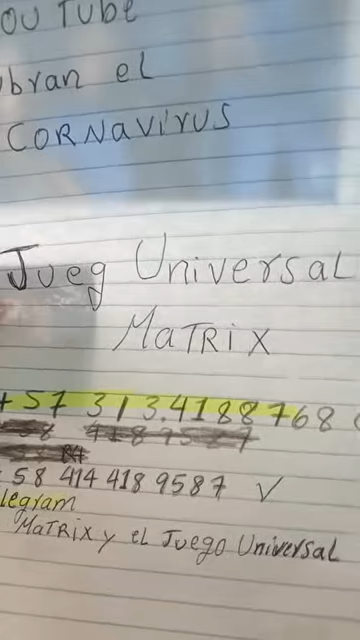 OU TUBE
bran el
CORNAVIRUS
Jueg Universal
MATRIX
+57 313.4188768
58 414 418 9587 ✓
legram
MATRIX y el Juego Universal